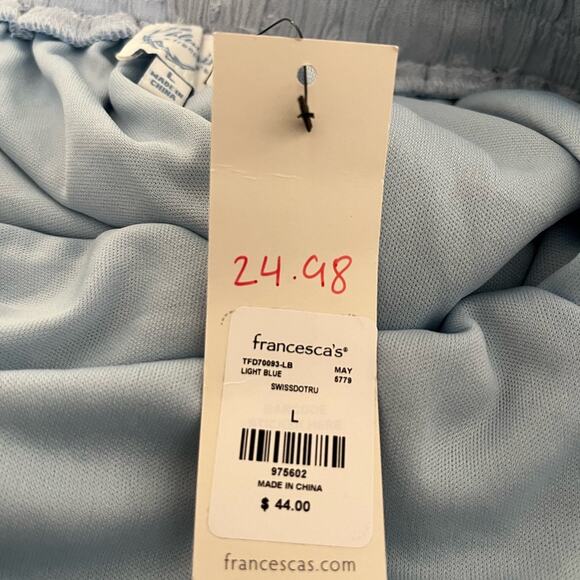 L
MADE IN
CHINA
24.98
francesca's®
TFD70093-LB
MAY
LIGHT BLUE
5779
SWISSDOTRU
L
975602
MADE IN CHINA
$ 44.00
francescas.com